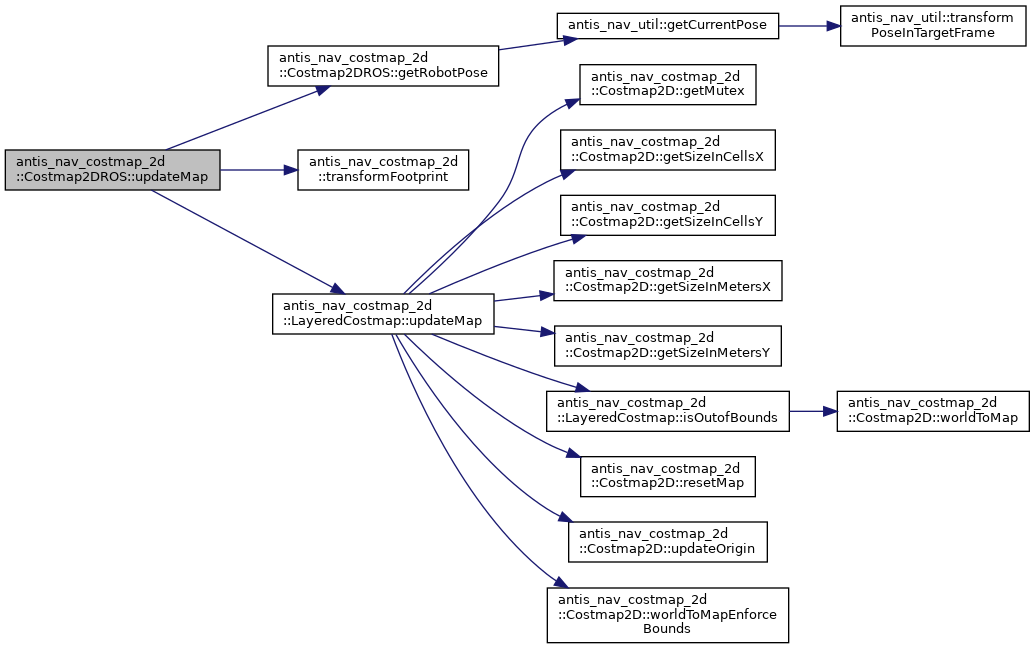 antis_nav_costmap_2d
::Costmap2DROS::updateMap
antis_nav_costmap_2d
::Costmap2DROS::getRobotPose
antis_nav_util::getCurrentPose
antis_nav_util::transform
PoseInTargetFrame
antis_nav_costmap_2d
::transformFootprint
antis_nav_costmap_2d
::LayeredCostmap::updateMap
antis_nav_costmap_2d
::Costmap2D::getMutex
antis_nav_costmap_2d
::Costmap2D::getSizeInCellsX
antis_nav_costmap_2d
::Costmap2D::getSizeInCellsY
antis_nav_costmap_2d
::Costmap2D::getSizeInMetersX
antis_nav_costmap_2d
::Costmap2D::getSizeInMetersY
antis_nav_costmap_2d
::LayeredCostmap::isOutofBounds
antis_nav_costmap_2d
::Costmap2D::worldToMap
antis_nav_costmap_2d
::Costmap2D::resetMap
antis_nav_costmap_2d
::Costmap2D::updateOrigin
antis_nav_costmap_2d
::Costmap2D::worldToMapEnforce
Bounds